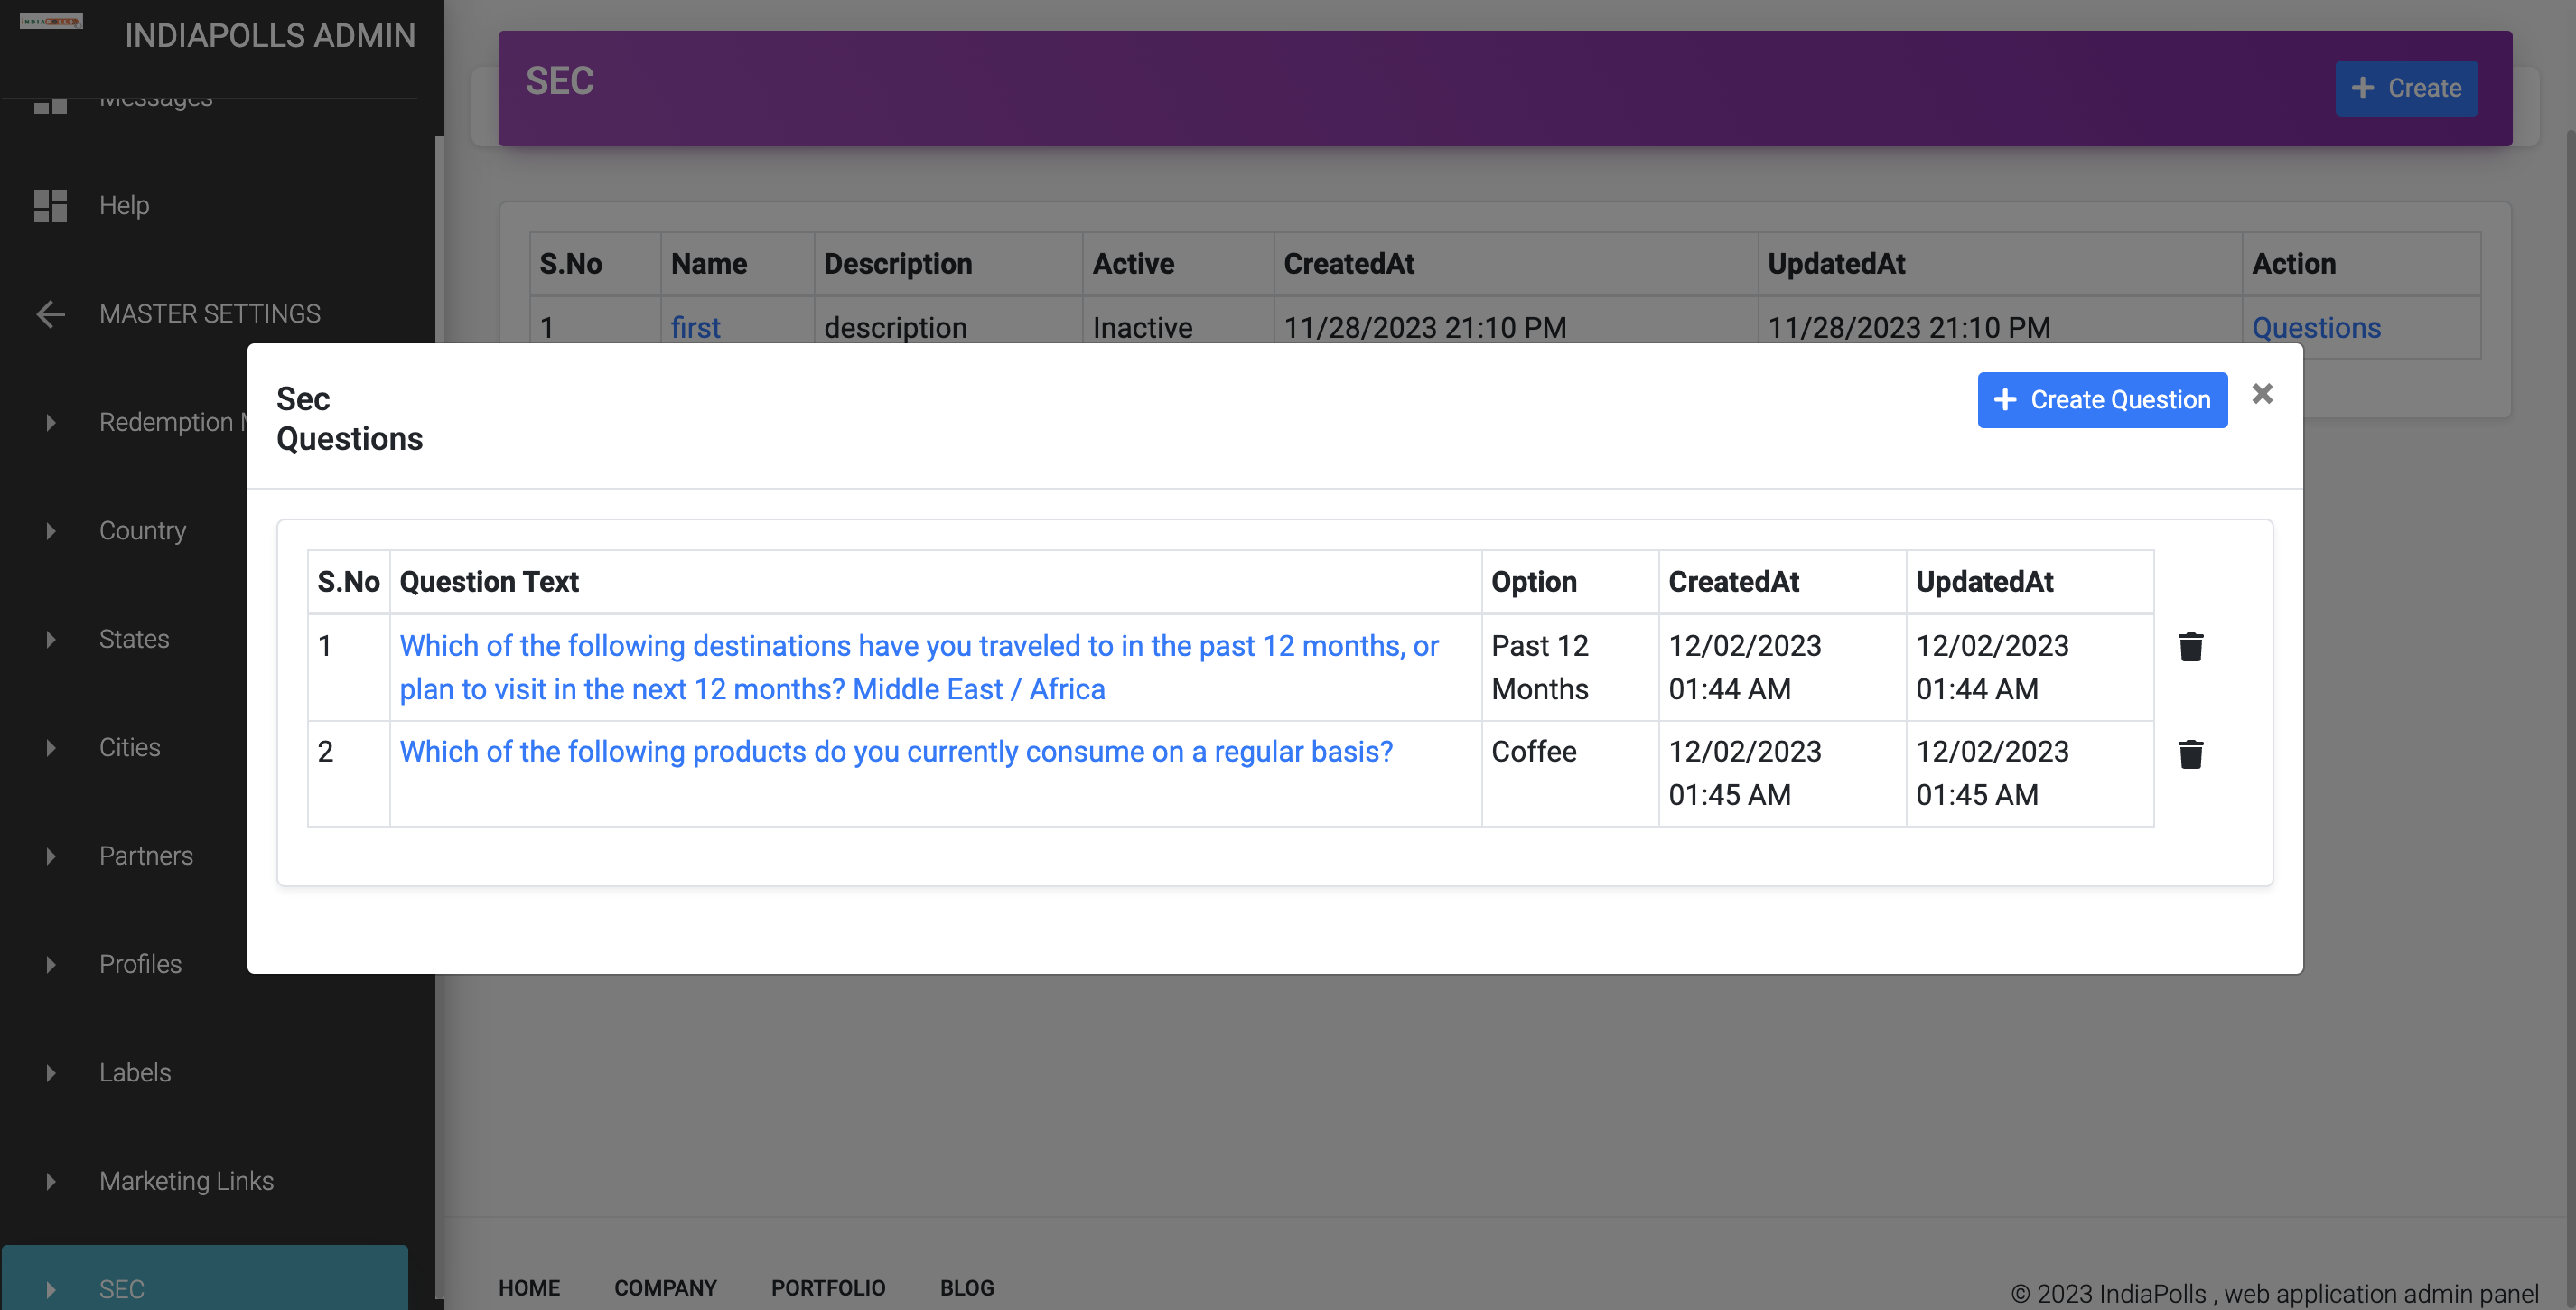 INDIAPOLLS
INDIAPOLLS ADMIN
Messages
Help
MASTER SETTINGS
Redemption
Country
States
Cities
Partners
Profiles
Labels
Marketing Links
SEC
SEC
+ Create
S.No Name Description Active CreatedAt UpdatedAt Action
1 first description Inactive 11/28/2023 21:10 PM 11/28/2023 21:10 PM Questions
Sec
Questions
+ Create Question ×
S.No Question Text Option CreatedAt UpdatedAt
1 Which of the following destinations have you traveled to in the past 12 months, or Past 12 12/02/2023 12/02/2023
plan to visit in the next 12 months? Middle East / Africa Months 01:44 AM 01:44 AM
2 Which of the following products do you currently consume on a regular basis? Coffee 12/02/2023 12/02/2023
01:45 AM 01:45 AM
HOME COMPANY PORTFOLIO BLOG
© 2023 IndiaPolls , web application admin panel